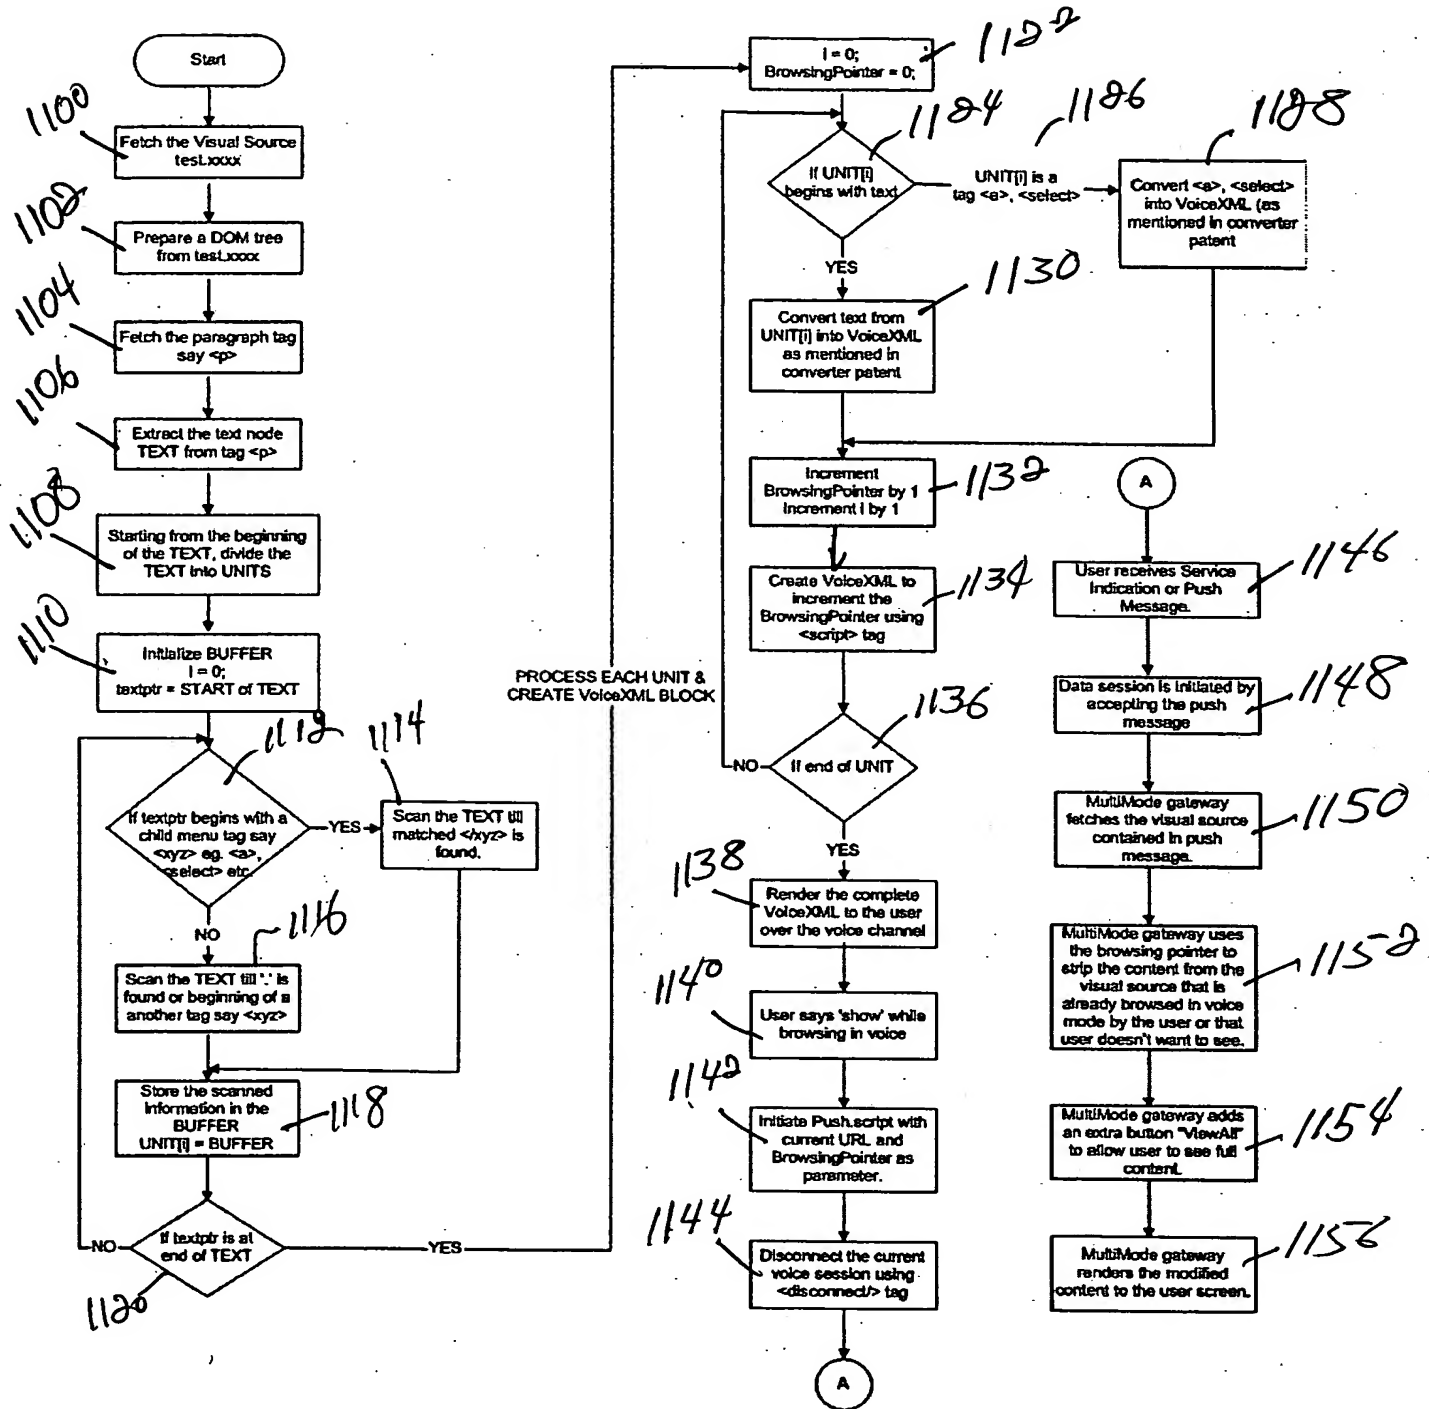 Start
1100
Fetch the Visual Source
test.xxxx
1102
Prepare a DOM tree
from test.xxxx
1104
Fetch the paragraph tag
say <p>
1106
Extract the text node
TEXT from tag <p>
1108
Starting from the beginning
of the TEXT, divide the
TEXT into UNITS
1110
Initialize BUFFER
i = 0;
textptr = START of TEXT
1112
If textptr begins with a
child menu tag say
<xyz> eg. <a>,
<select> etc.
YES
1114
Scan the TEXT till
matched </xyz> is
found.
NO
1116
Scan the TEXT till '.' is
found or beginning of a
another tag say <xyz>
Store the scanned
information in the
BUFFER
UNIT[i] = BUFFER
1118
If textptr is at
end of TEXT
NO
YES
1120
PROCESS EACH UNIT &
CREATE VoiceXML BLOCK
i = 0;
BrowsingPointer = 0;
1122
If UNIT[i]
begins with text
1124
1126
UNIT[i] is a
tag <a>, <select>
1128
Convert <a>, <select>
into VoiceXML (as
mentioned in converter
patent
YES
1130
Convert text from
UNIT[i] into VoiceXML
as mentioned in
converter patent
Increment
BrowsingPointer by 1
Increment i by 1
1132
Create VoiceXML to
increment the
BrowsingPointer using
<script> tag
1134
1136
If end of UNIT
NO
YES
1138
Render the complete
VoiceXML to the user
over the voice channel
1140
User says 'show' while
browsing in voice
1142
Initiate Push.script with
current URL and
BrowsingPointer as
parameter.
1144
Disconnect the current
voice session using
<disconnect/> tag
A
A
User receives Service
Indication or Push
Message.
1146
Data session is initiated by
accepting the push
message
1148
MultiMode gateway
fetches the visual source
contained in push
message.
1150
MultiMode gateway uses
the browsing pointer to
strip the content from the
visual source that is
already browsed in voice
mode by the user or that
user doesn't want to see.
1152
MultiMode gateway adds
an extra button "ViewAll"
to allow user to see full
content.
1154
MultiMode gateway
renders the modified
content to the user screen.
1156